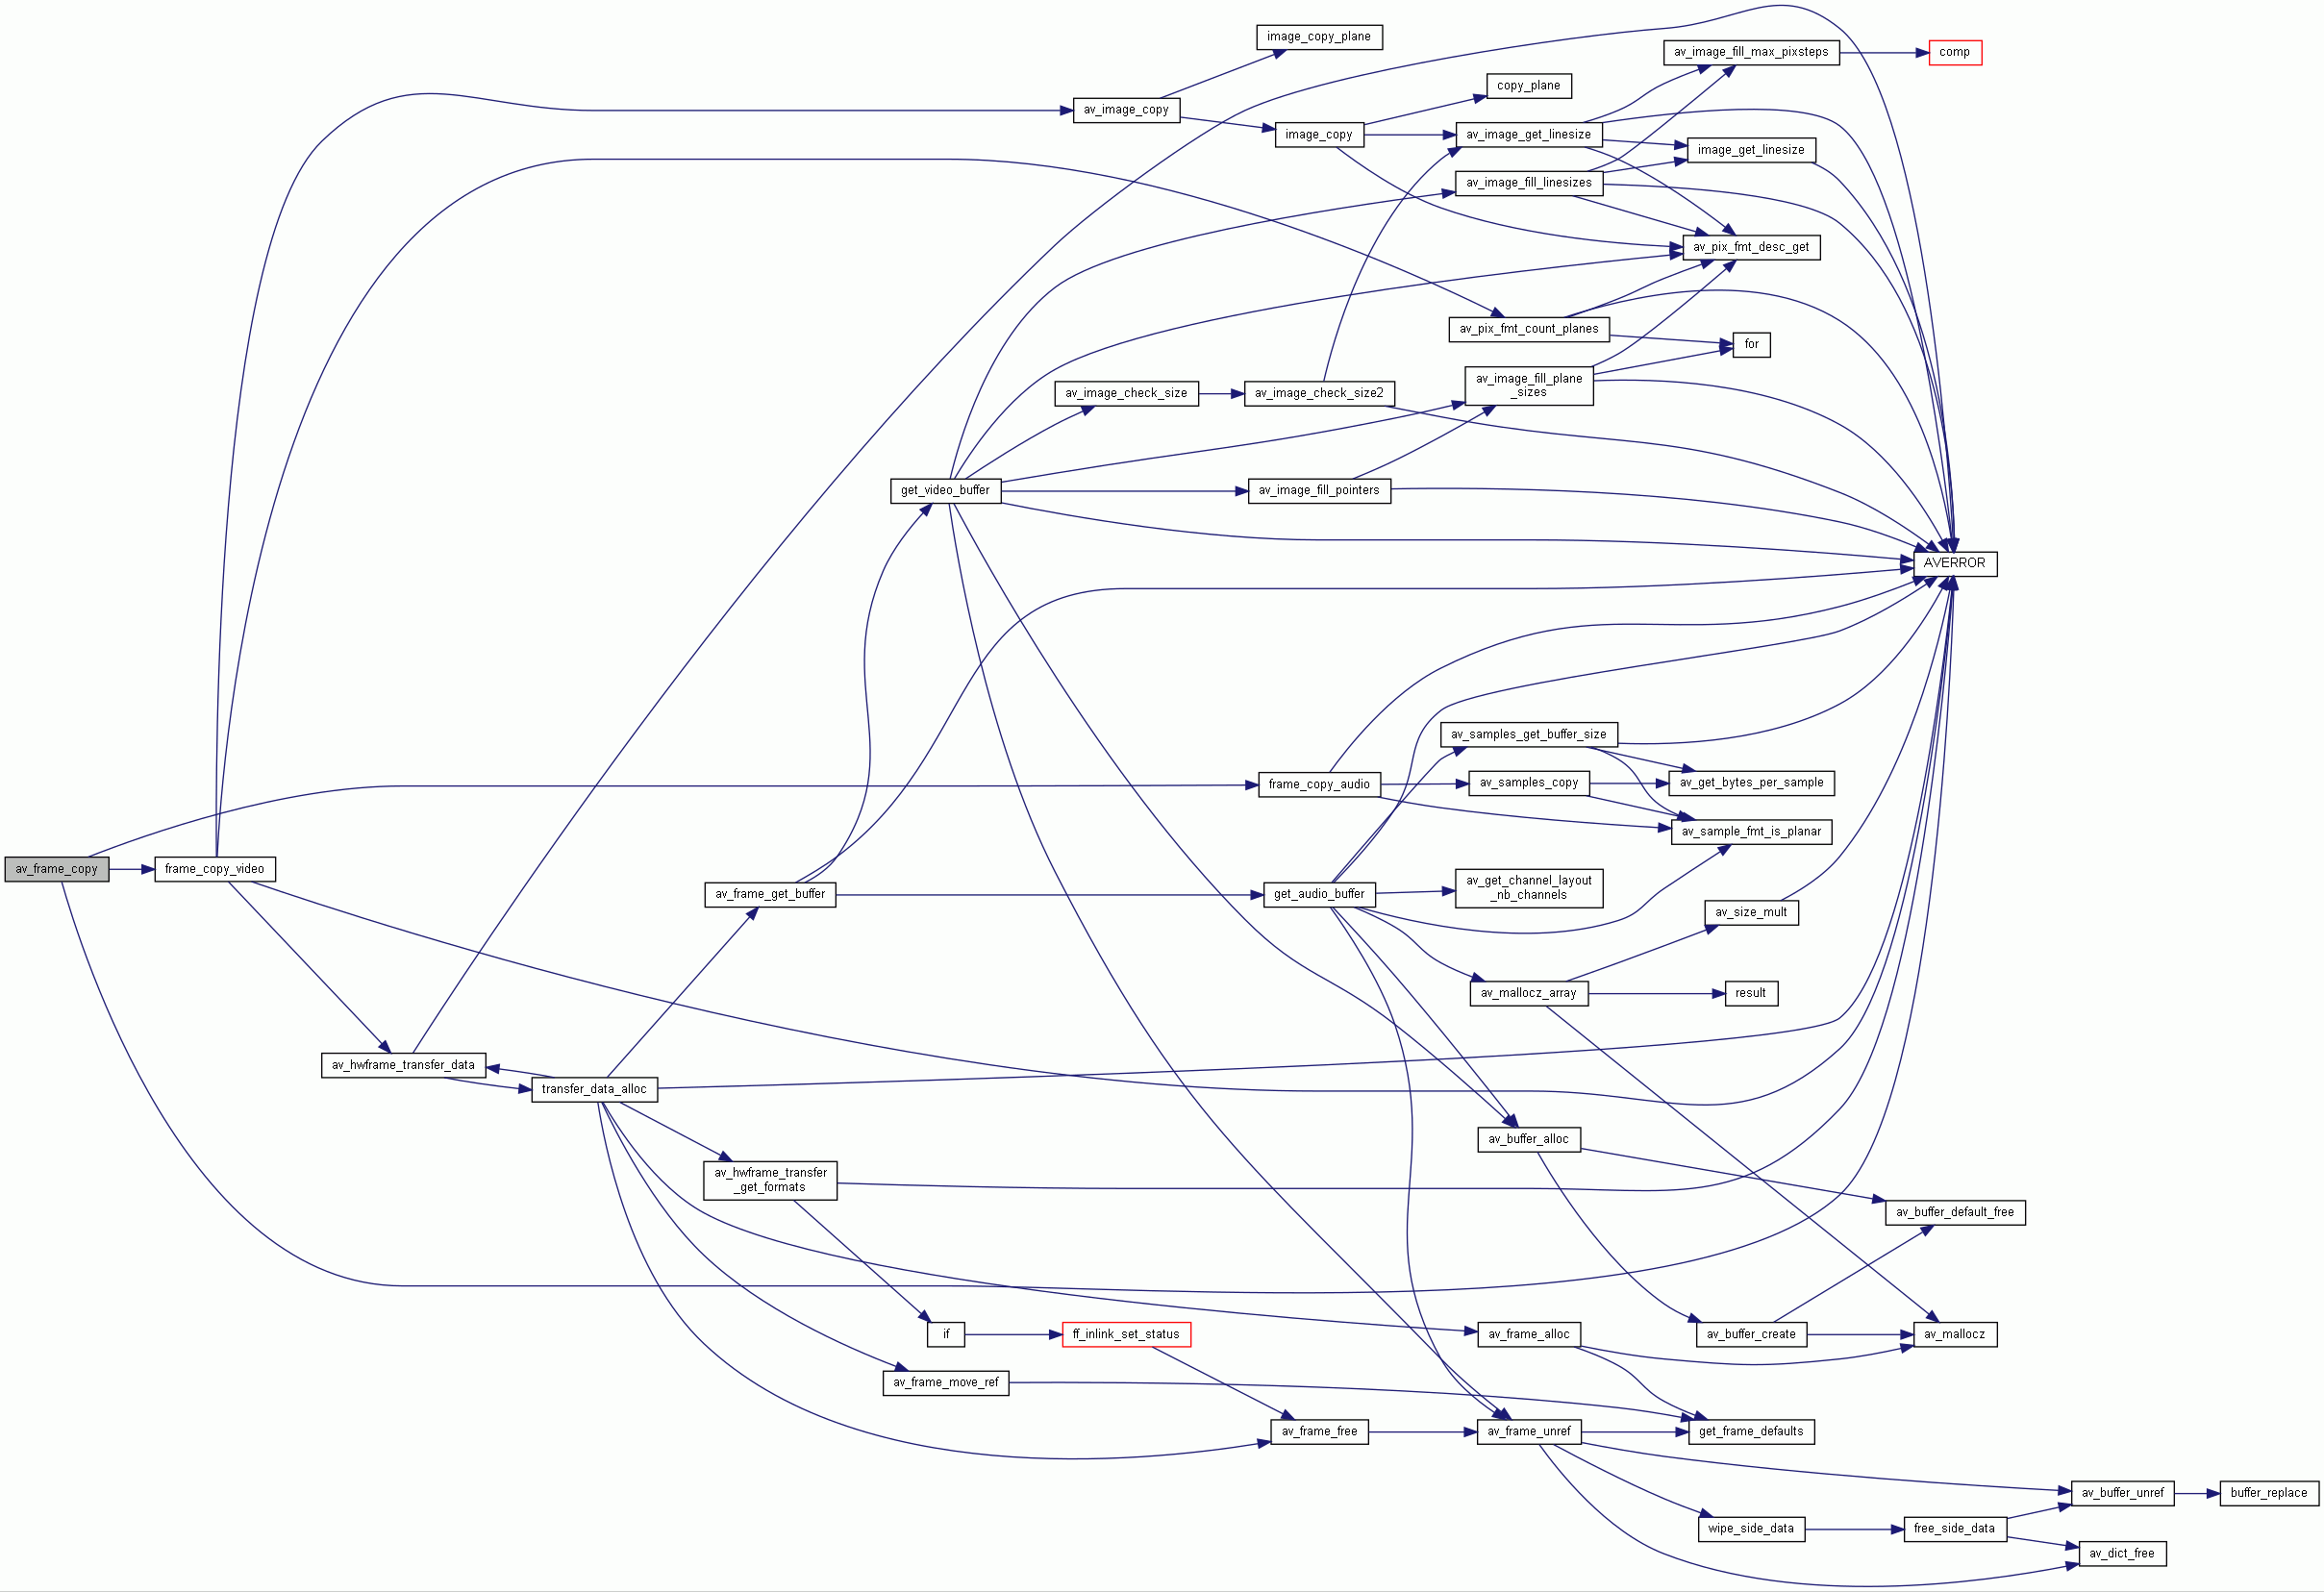 image_copy_plane
av_image_fill_max_pixsteps
comp
copy_plane
av_image_copy
image_copy
av_image_get_linesize
image_get_linesize
av_image_fill_linesizes
av_pix_fmt_desc_get
av_pix_fmt_count_planes
for
av_image_check_size
av_image_check_size2
av_image_fill_plane
_sizes
get_video_buffer
av_image_fill_pointers
AVERROR
av_samples_get_buffer_size
frame_copy_audio
av_samples_copy
av_get_bytes_per_sample
av_sample_fmt_is_planar
av_frame_copy
frame_copy_video
av_frame_get_buffer
get_audio_buffer
av_get_channel_layout
_nb_channels
av_size_mult
av_mallocz_array
result
av_hwframe_transfer_data
transfer_data_alloc
av_buffer_alloc
av_hwframe_transfer
_get_formats
av_buffer_default_free
if
ff_inlink_set_status
av_frame_alloc
av_buffer_create
av_mallocz
av_frame_move_ref
av_frame_free
av_frame_unref
get_frame_defaults
av_buffer_unref
buffer_replace
wipe_side_data
free_side_data
av_dict_free